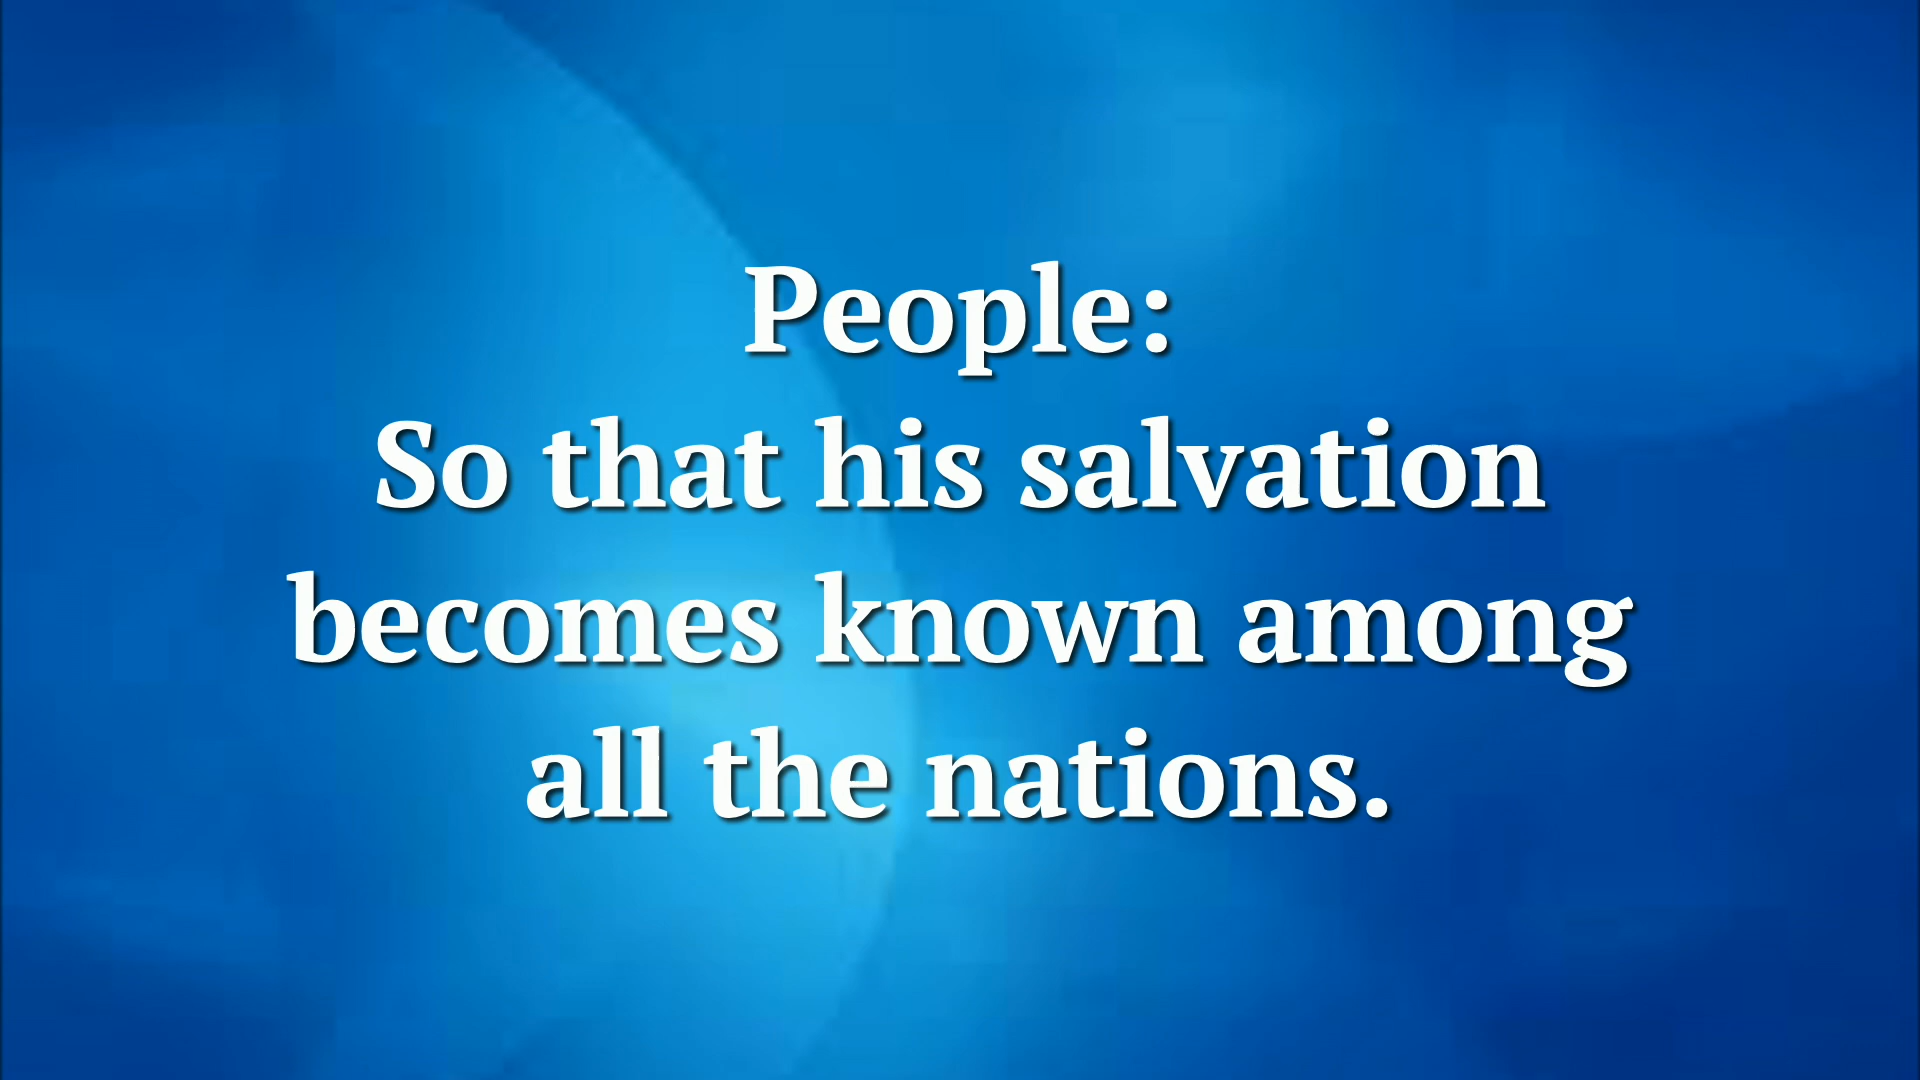 People:
So that his salvation
becomes known among
all the nations.